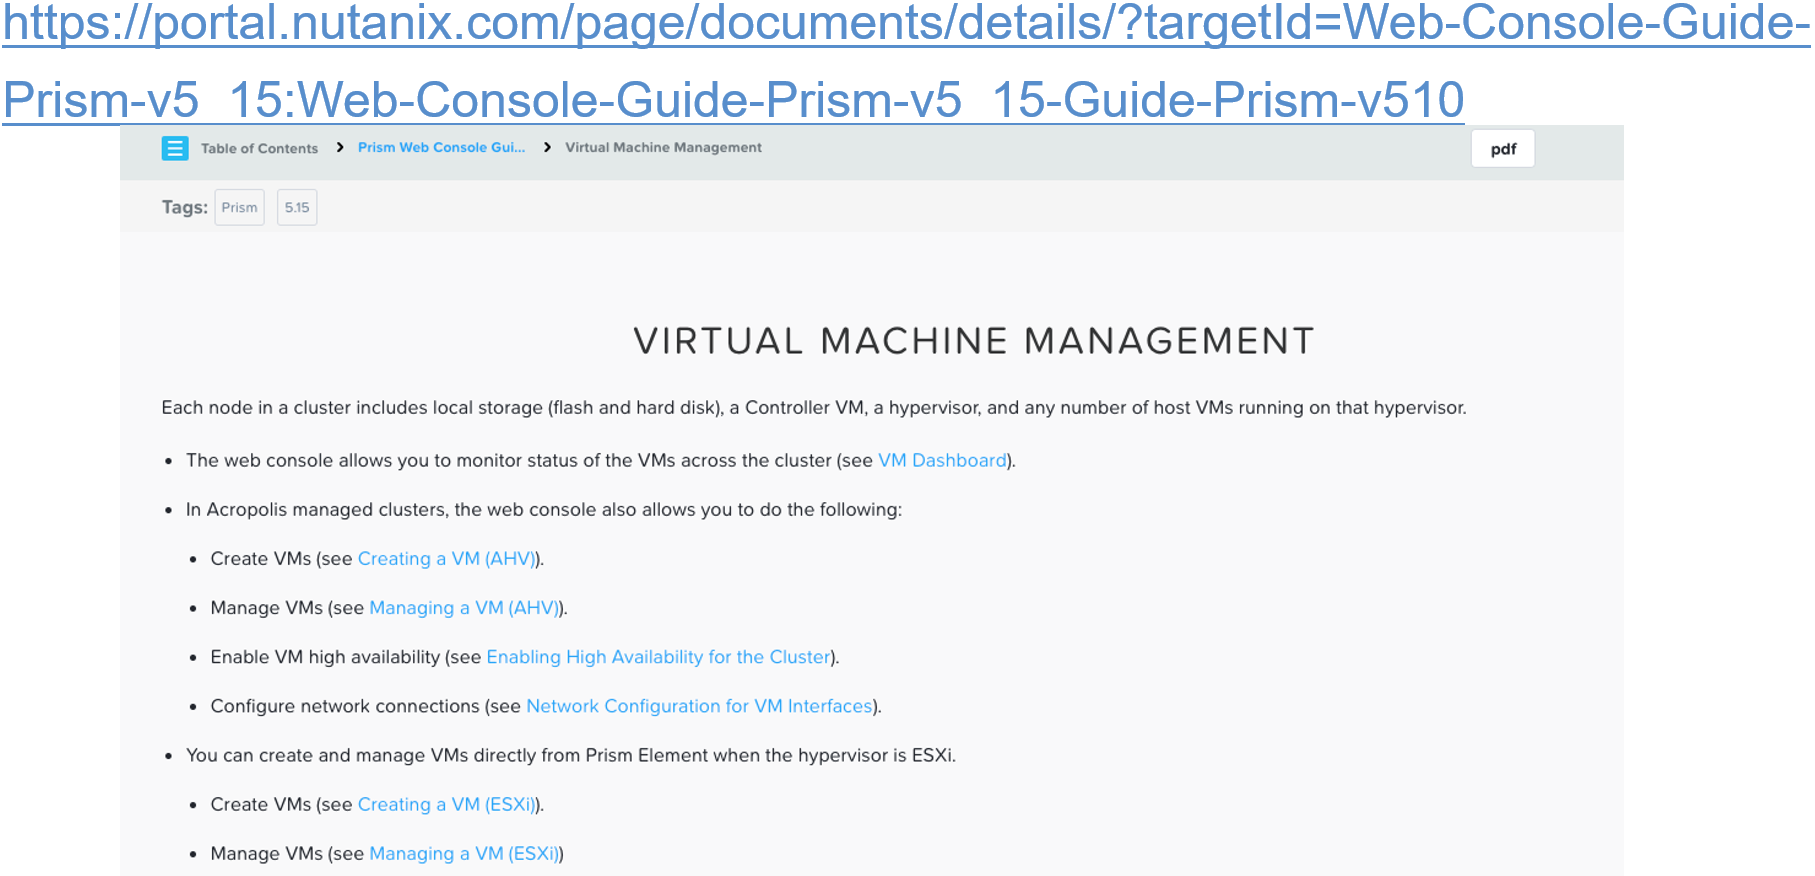 https://portal.nutanix.com/page/documents/details/?targetId=Web-Console-Guide-
Prism-v5_15:Web-Console-Guide-Prism-v5_15-Guide-Prism-v510
Table of Contents > Prism Web Console Gui... > Virtual Machine Management pdf
Tags: Prism 5.15
VIRTUAL MACHINE MANAGEMENT
Each node in a cluster includes local storage (flash and hard disk), a Controller VM, a hypervisor, and any number of host VMs running on that hypervisor.
• The web console allows you to monitor status of the VMs across the cluster (see VM Dashboard).
• In Acropolis managed clusters, the web console also allows you to do the following:
• Create VMs (see Creating a VM (AHV)).
• Manage VMs (see Managing a VM (AHV)).
• Enable VM high availability (see Enabling High Availability for the Cluster).
• Configure network connections (see Network Configuration for VM Interfaces).
• You can create and manage VMs directly from Prism Element when the hypervisor is ESXi.
• Create VMs (see Creating a VM (ESXi)).
• Manage VMs (see Managing a VM (ESXi))